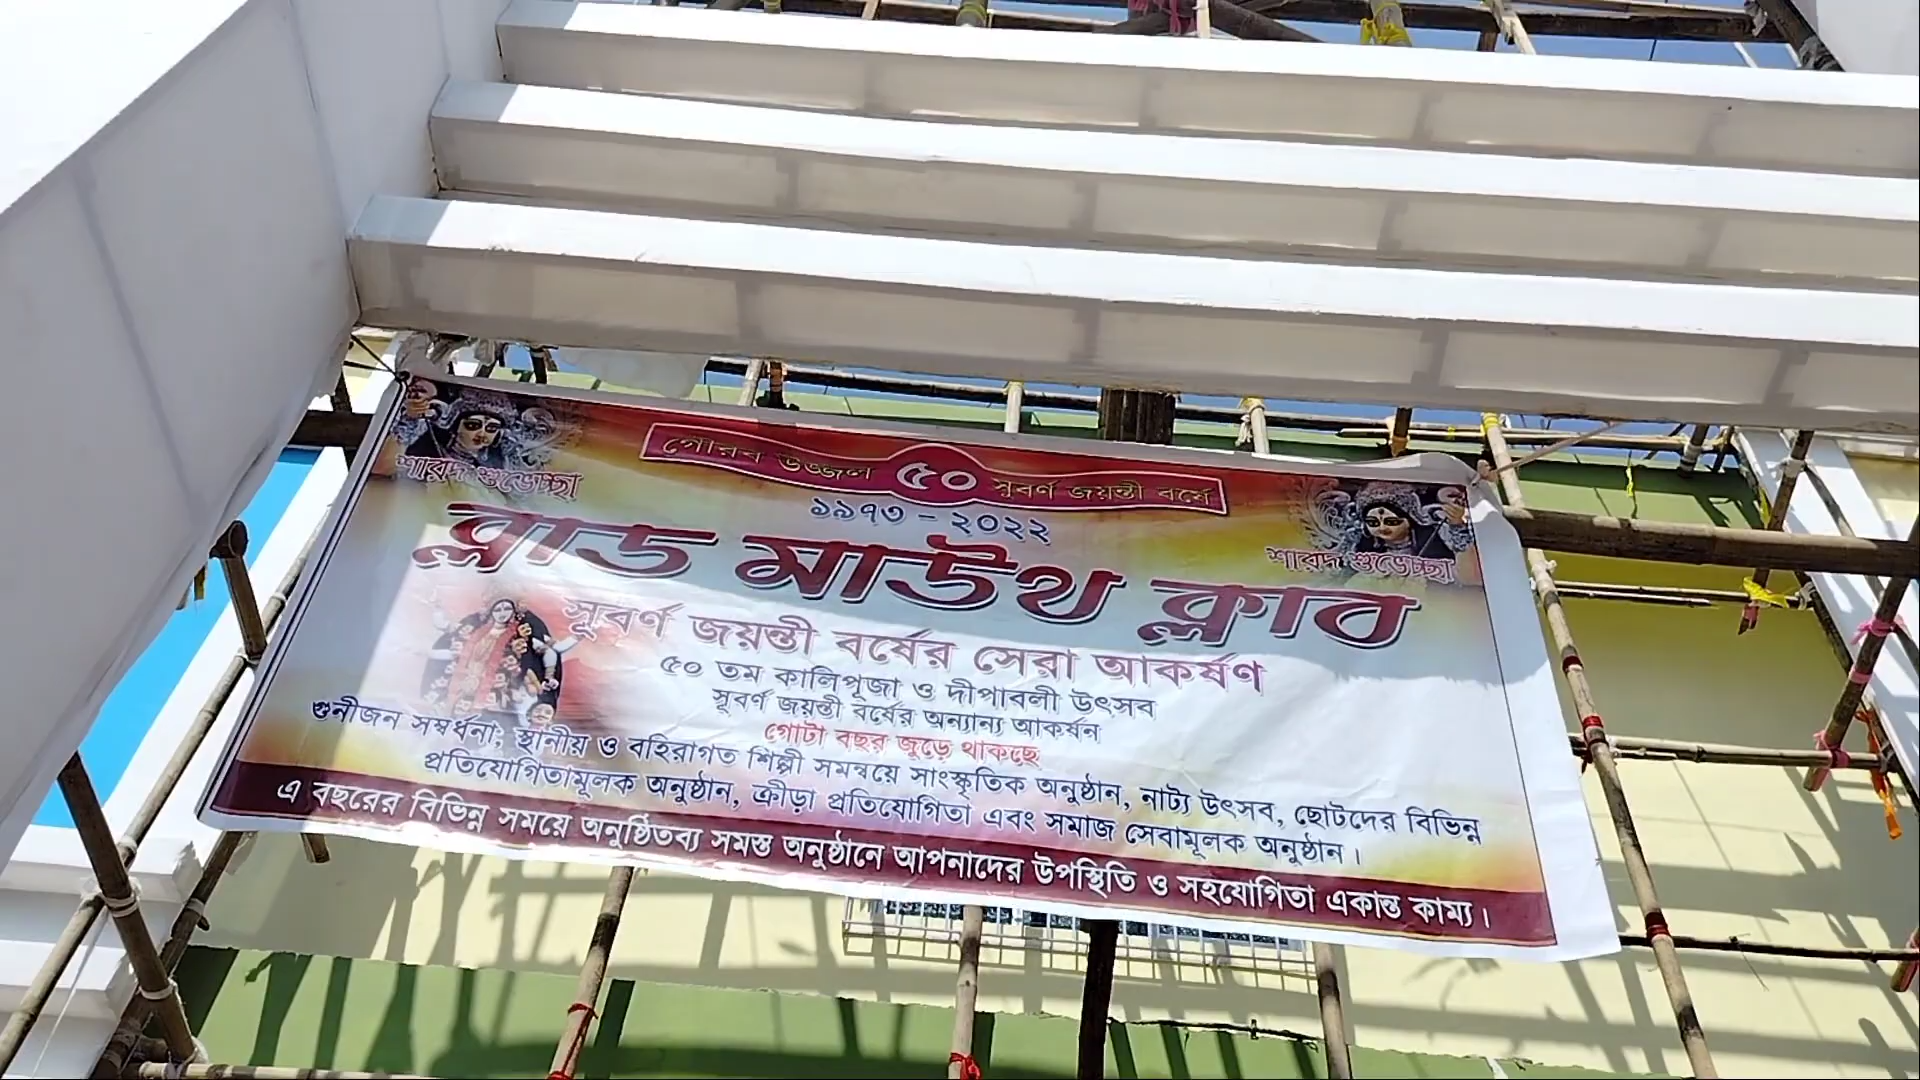 গৌরব উজ্জল ৫০ সুবর্ণ জয়ন্তী বর্ষে
১৯৭৩ - ২০২২
শারদ শুভেচ্ছা
শারদ শুভেচ্ছা
ব্লাড মাউথ ক্লাব
সুবর্ণ জয়ন্তী বর্ষের সেরা আকর্ষণ
৫০ তম কালিপূজা ও দীপাবলী উৎসব
সুবর্ণ জয়ন্তী বর্ষের অন্যান্য আকর্ষন
গোটা বছর জুড়ে থাকছে
গুনীজন সম্বর্ধনা, স্থানীয় ও বহিরাগত শিল্পী সমন্বয়ে সাংস্কৃতিক অনুষ্ঠান, নাট্য উৎসব, ছোটদের বিভিন্ন
প্রতিযোগিতামূলক অনুষ্ঠান, ক্রীড়া প্রতিযোগিতা এবং সমাজ সেবামূলক অনুষ্ঠান।
এ বছরের বিভিন্ন সময়ে অনুষ্ঠিতব্য সমস্ত অনুষ্ঠানে আপনাদের উপস্থিতি ও সহযোগিতা একান্ত কাম্য।